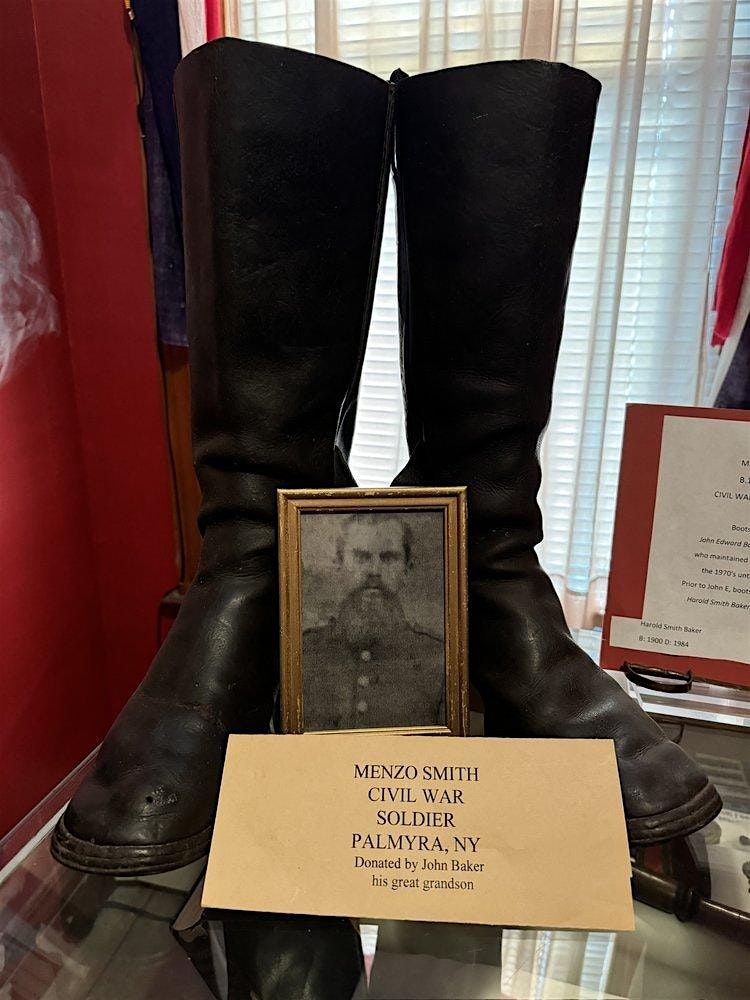 MENZO SMITH
CIVIL WAR
SOLDIER
PALMYRA, NY
Donated by John Baker
his great grandson
CIVIL
Boots
John Edward
who maintained
the 1970's
Prior to John E,
Harold Smith Baker
Harold Smith Baker
B: 1900 D: 1984